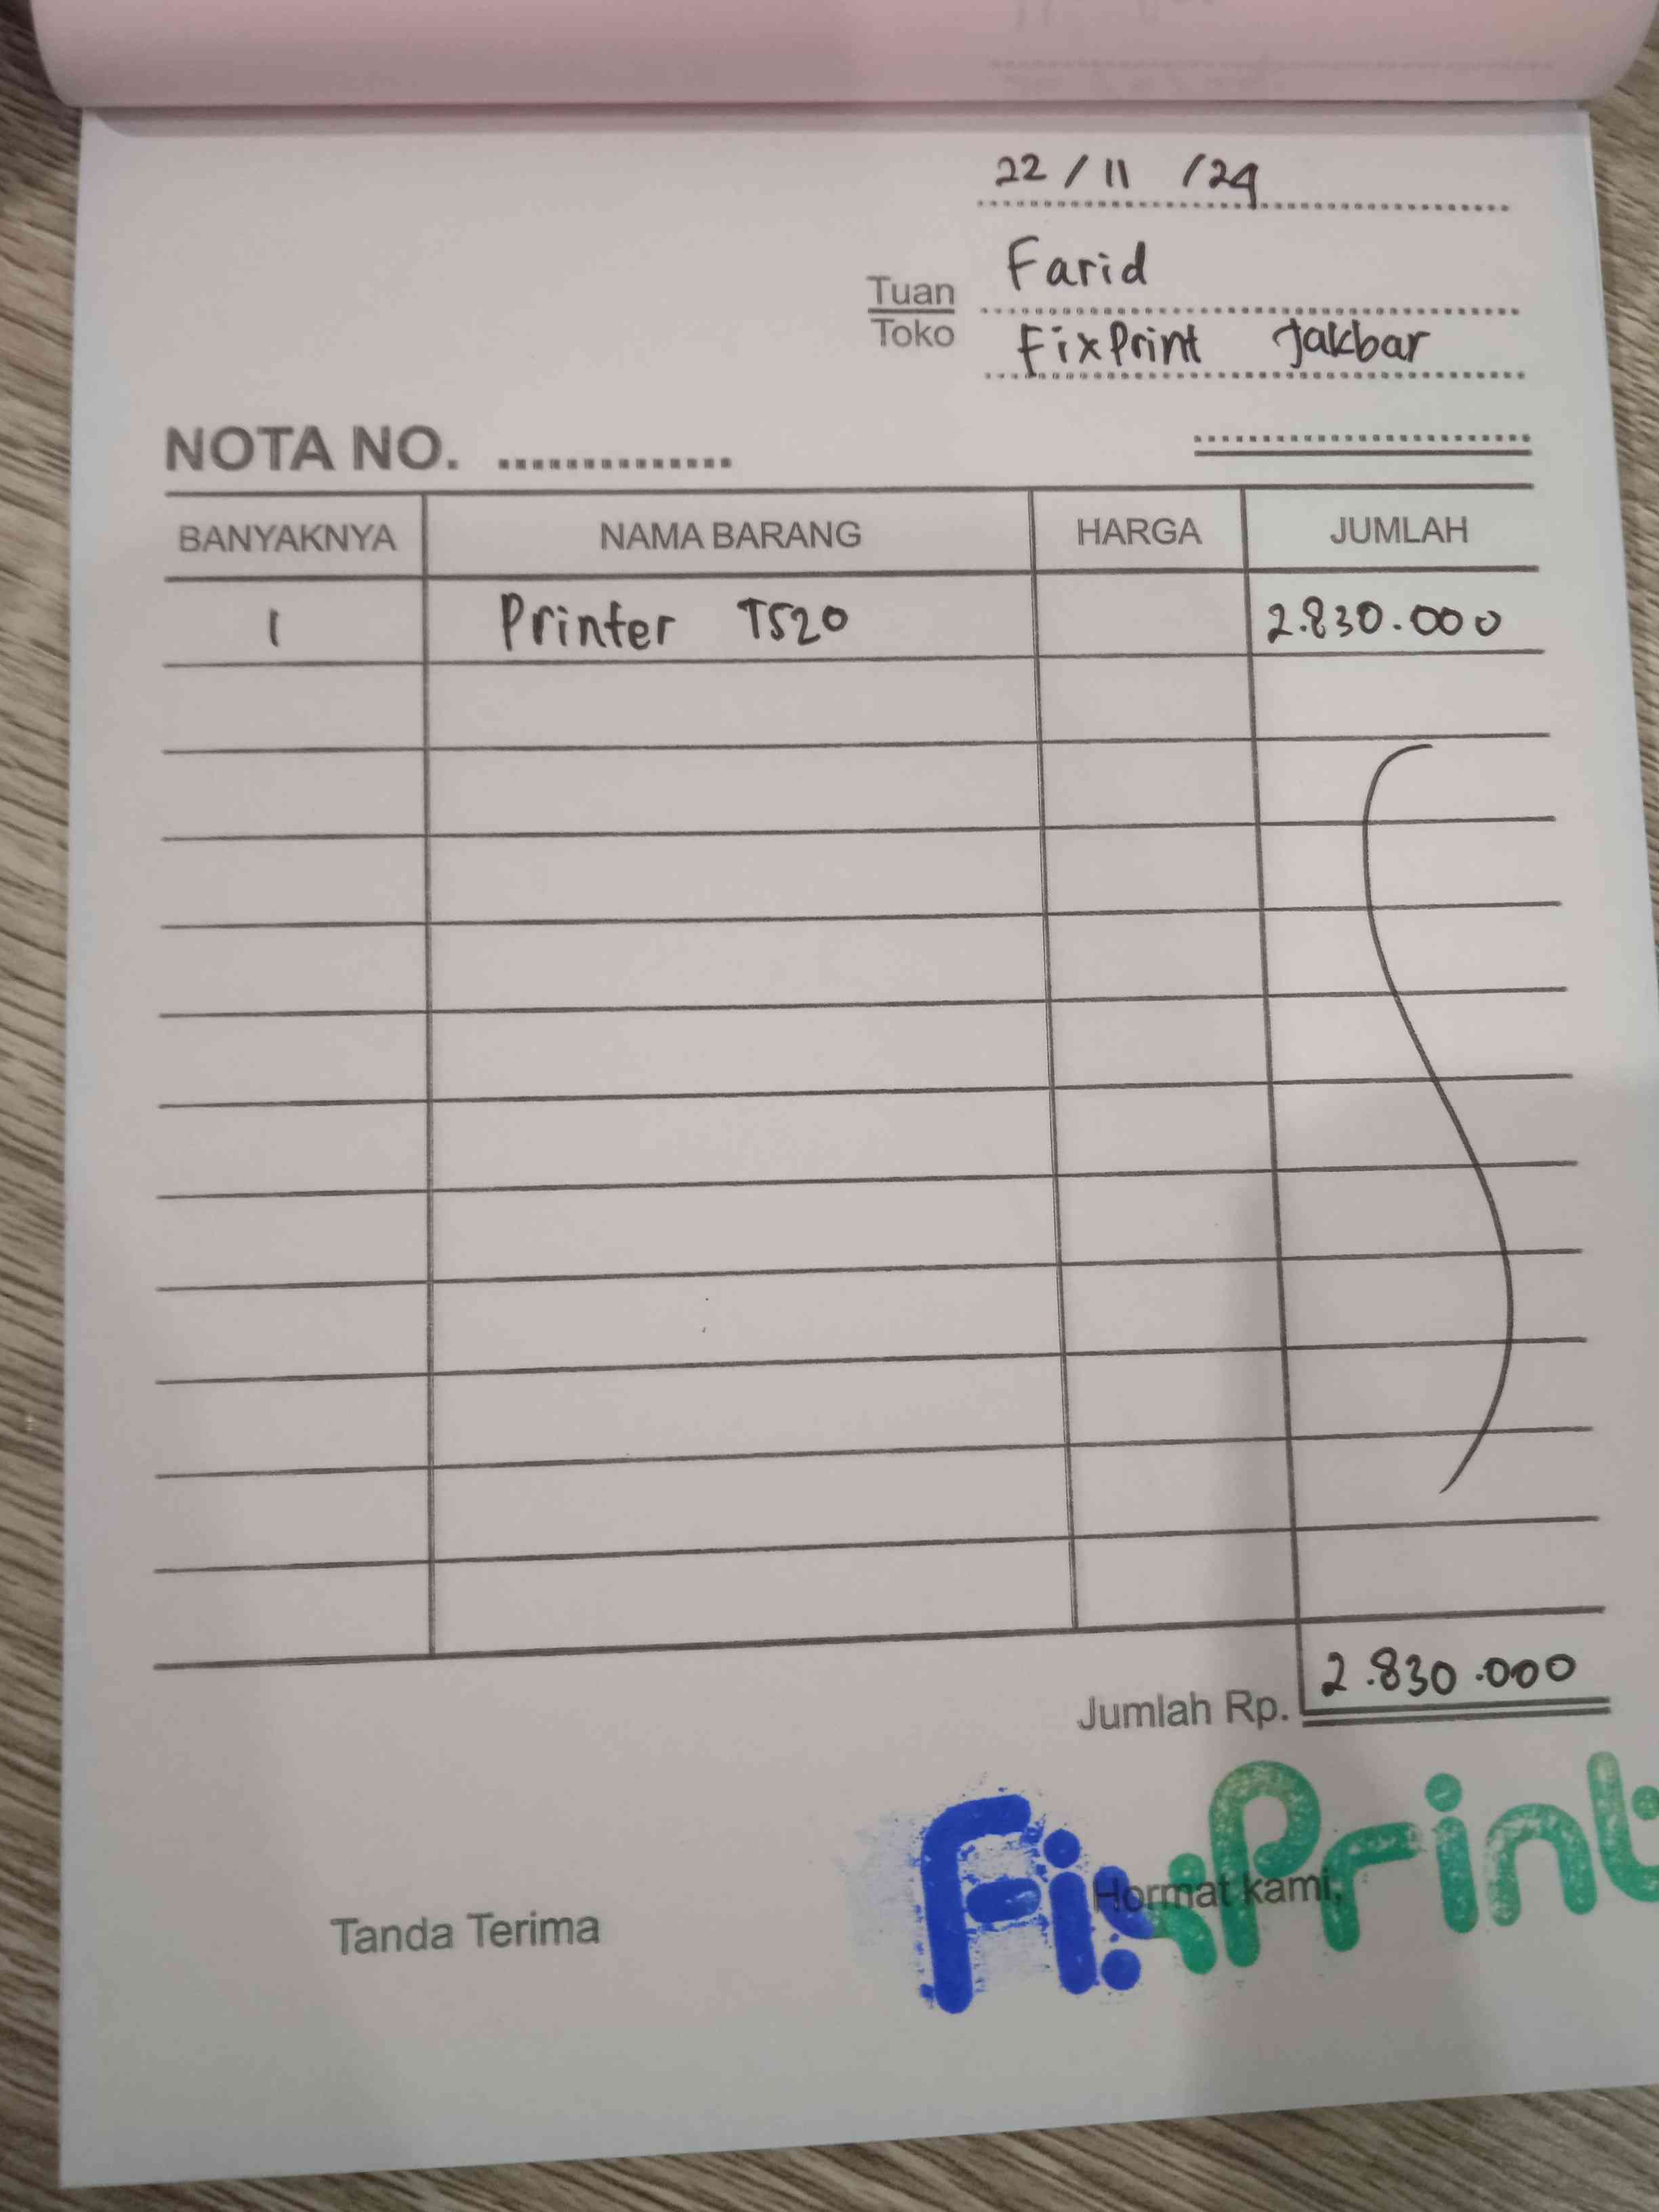 22 / 11 / 24
Tuan Farid
Toko FixPrint Jakbar
NOTA NO. ..............
BANYAKNYA NAMA BARANG HARGA JUMLAH
1 Printer T520 2.830.000
Jumlah Rp. 2.830.000
Tanda Terima Hormat kami,
FixPrint